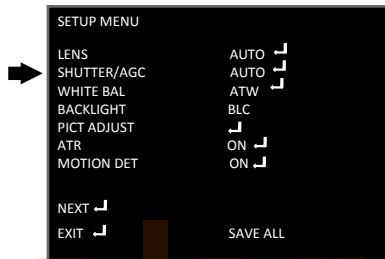 SETUP MENU
LENS AUTO ↵
SHUTTER/AGC AUTO ↵
WHITE BAL ATW ↵
BACKLIGHT BLC
PICT ADJUST ↵
ATR ON ↵
MOTION DET ON ↵
NEXT ↵
EXIT ↵ SAVE ALL